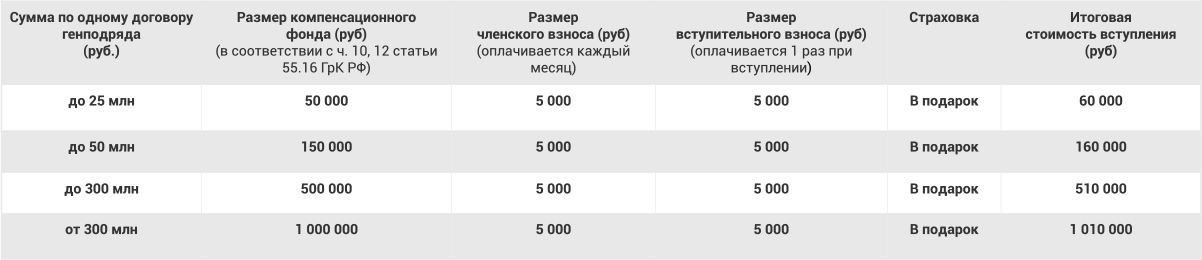 Сумма по одному договору генподряда (руб.)
Размер компенсационного фонда (руб) (в соответствии с ч. 10, 12 статьи 55.16 ГрК РФ)
Размер членского взноса (руб) (оплачивается каждый месяц)
Размер вступительного взноса (руб) (оплачивается 1 раз при вступлении)
Страховка
Итоговая стоимость вступления (руб)
до 25 млн 50 000 5 000 5 000 В подарок 60 000
до 50 млн 150 000 5 000 5 000 В подарок 160 000
до 300 млн 500 000 5 000 5 000 В подарок 510 000
от 300 млн 1 000 000 5 000 5 000 В подарок 1 010 000